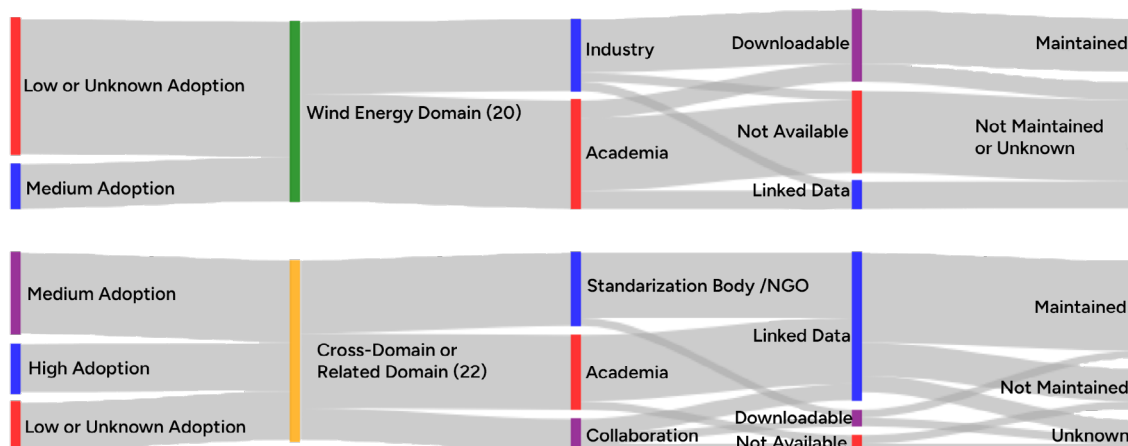 Low or Unknown Adoption
Medium Adoption
Wind Energy Domain (20)
Industry
Academia
Downloadable
Not Available
Linked Data
Maintained
Not Maintained
or Unknown
Medium Adoption
High Adoption
Low or Unknown Adoption
Cross-Domain or
Related Domain (22)
Standarization Body /NGO
Academia
Collaboration
Linked Data
Downloadable
Not Available
Maintained
Not Maintained
Unknown